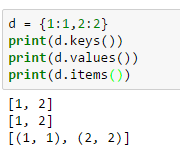 d = {1:1,2:2}
print(d.keys())
print(d.values())
print(d.items())
[1, 2]
[1, 2]
[(1, 1), (2, 2)]